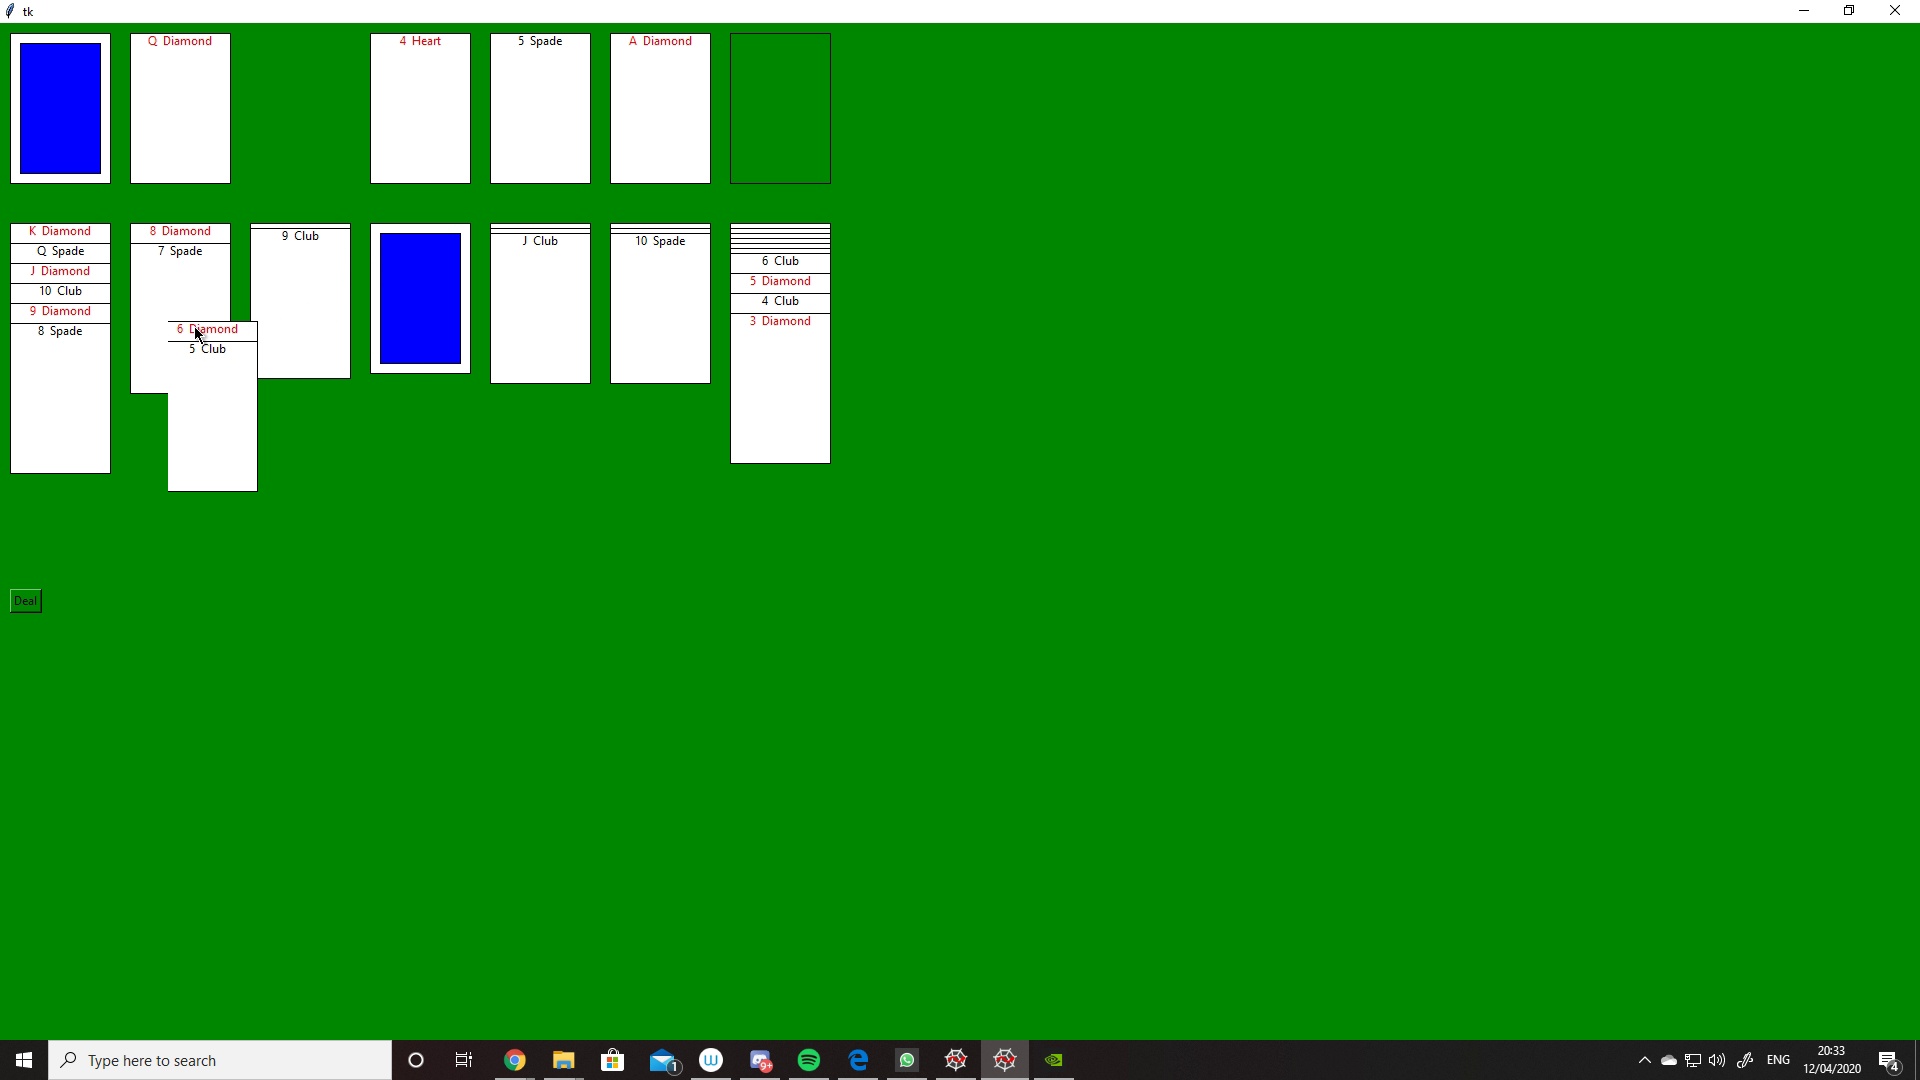 tk
Q Diamond
4 Heart
5 Spade
A Diamond
K Diamond
Q Spade
J Diamond
10 Club
9 Diamond
8 Spade
8 Diamond
7 Spade
6 Diamond
5 Club
9 Club
J Club
10 Spade
6 Club
5 Diamond
4 Club
3 Diamond
Deal
Type here to search
1
W
9+
ENG
20:33
12/04/2020
4